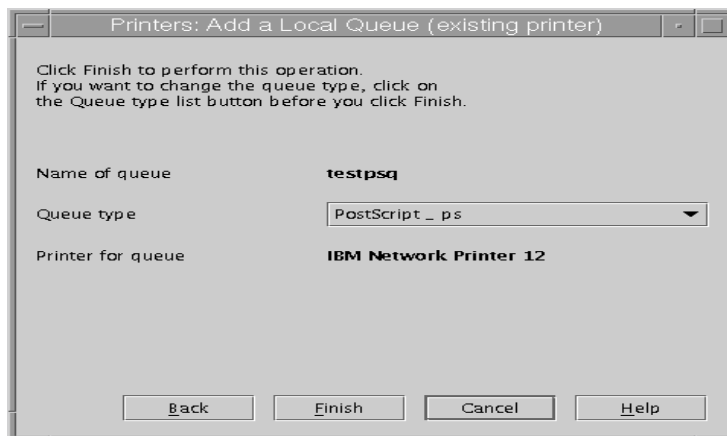 Printers: Add a Local Queue (existing printer)
Click Finish to perform this operation.
If you want to change the queue type, click on
the Queue type list button before you click Finish.
Name of queue testpsq
Queue type PostScript _ ps
Printer for queue IBM Network Printer 12
Back Finish Cancel Help